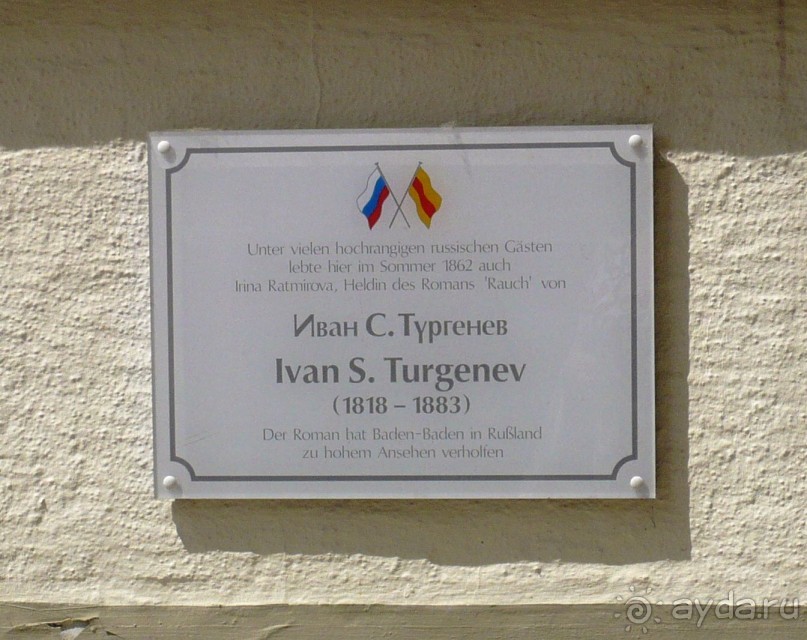 Unter vielen hochrangigen russischen Gästen
lebte hier im Sommer 1862 auch
Irina Ratmirova, Heldin des Romans 'Rauch' von
Иван С. Тургенев
Ivan S. Turgenev
(1818 – 1883)
Der Roman hat Baden-Baden in Rußland
zu hohem Ansehen verholfen
ayda.ru